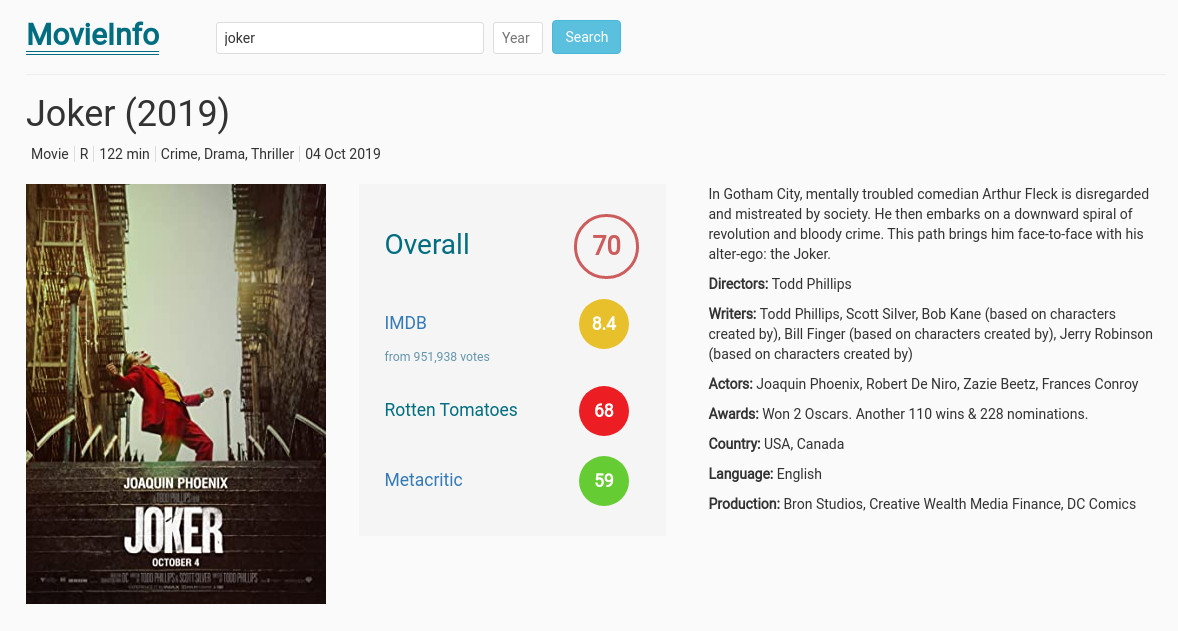 MovieInfo
joker
Year
Search
Joker (2019)
Movie R 122 min Crime, Drama, Thriller 04 Oct 2019
JOAQUIN PHOENIX
JOKER
OCTOBER 4
Overall
70
IMDB
8.4
from 951,938 votes
Rotten Tomatoes
68
Metacritic
59
In Gotham City, mentally troubled comedian Arthur Fleck is disregarded
and mistreated by society. He then embarks on a downward spiral of
revolution and bloody crime. This path brings him face-to-face with his
alter-ego: the Joker.
Directors: Todd Phillips
Writers: Todd Phillips, Scott Silver, Bob Kane (based on characters
created by), Bill Finger (based on characters created by), Jerry Robinson
(based on characters created by)
Actors: Joaquin Phoenix, Robert De Niro, Zazie Beetz, Frances Conroy
Awards: Won 2 Oscars. Another 110 wins & 228 nominations.
Country: USA, Canada
Language: English
Production: Bron Studios, Creative Wealth Media Finance, DC Comics